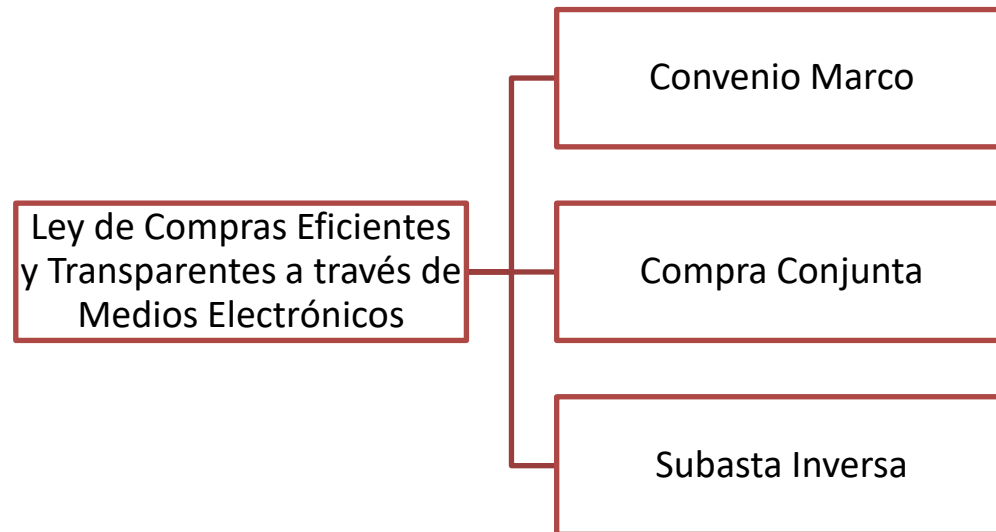 Convenio Marco
Ley de Compras Eficientes
y Transparentes a través de
Medios Electrónicos
Compra Conjunta
Subasta Inversa